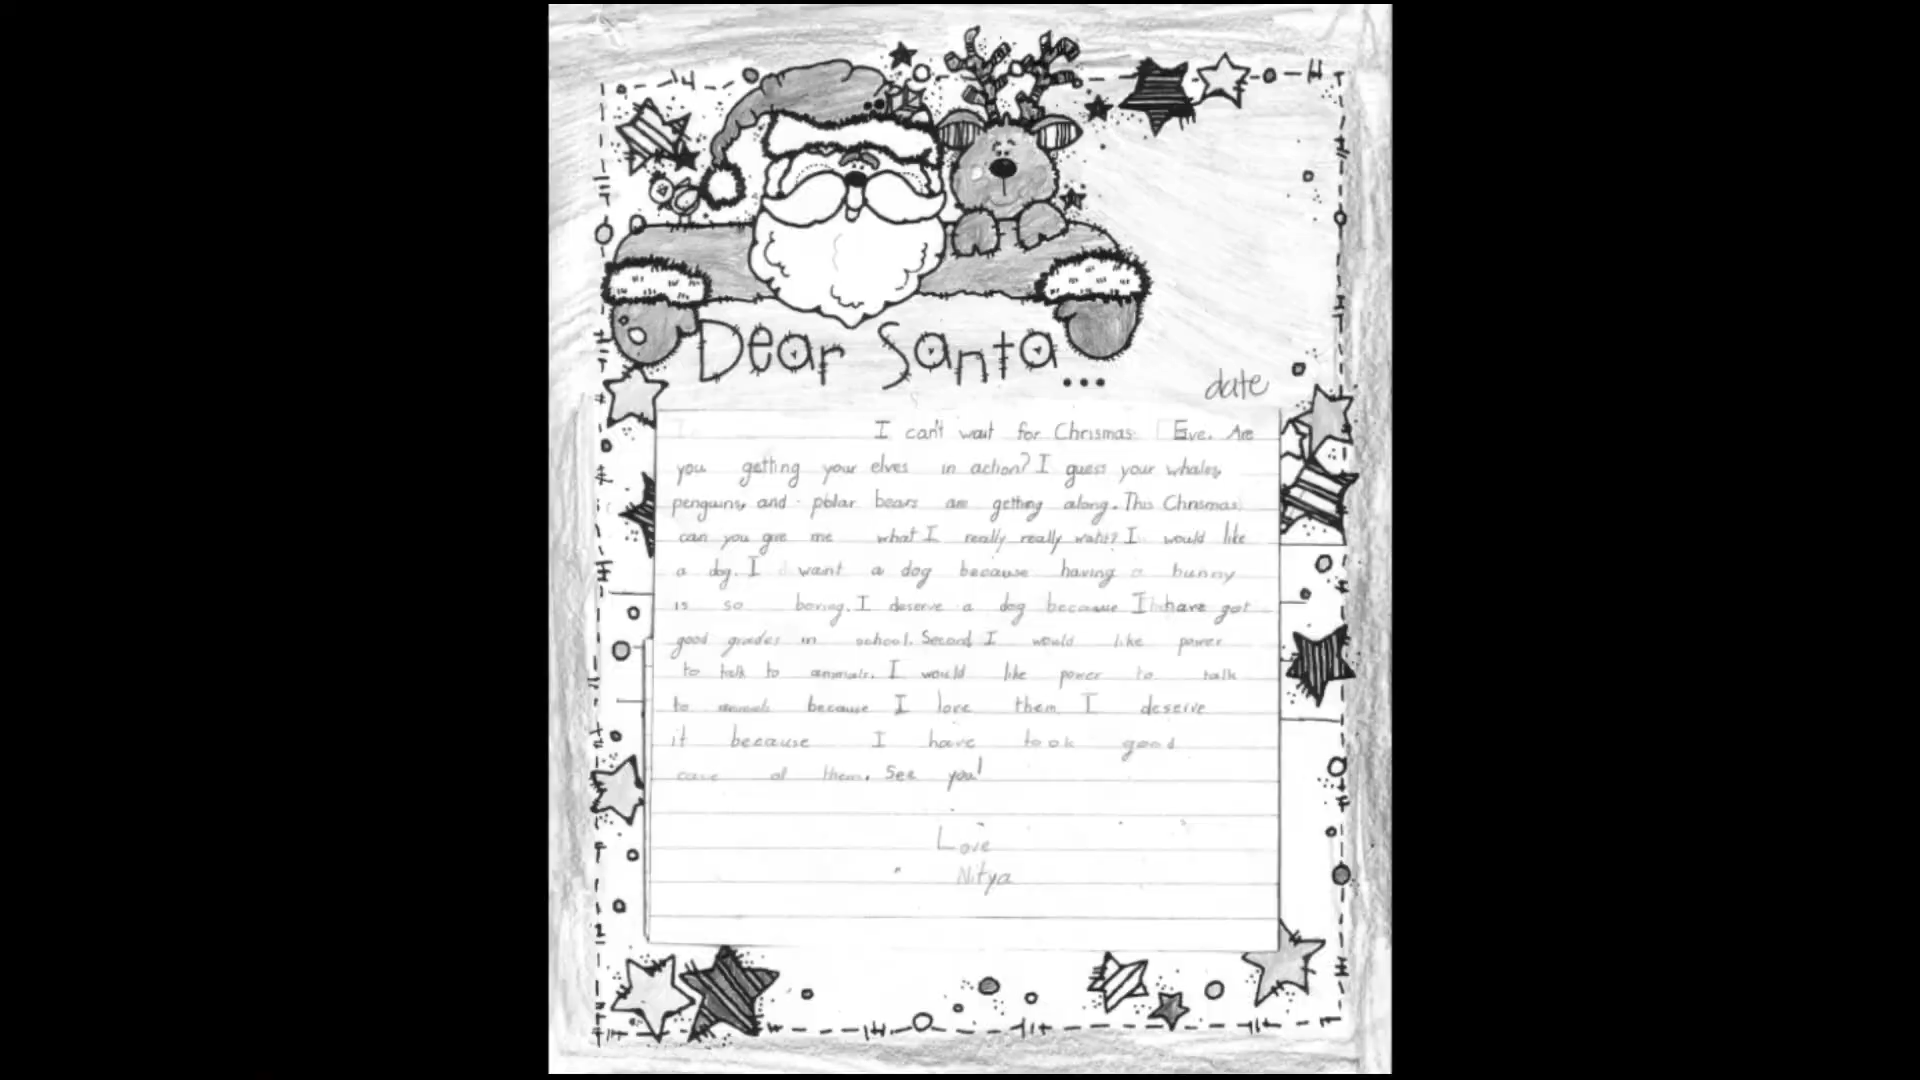 Dear Santa...
date
I can't wait for Chrismas Eve. Are
you getting your elves in action? I guess your whales,
penguins, and polar bears are getting along. This Chrismas
can you give me what I really really want? I would like
a dog. I want a dog because having a bunny
is so boring. I deserve a dog because I have got
good grades in school. Second, I would like power
to talk to animals. I would like power to talk
to animals because I love them I deserve
it because I have took good
care of them. See you!
Love
Nitya